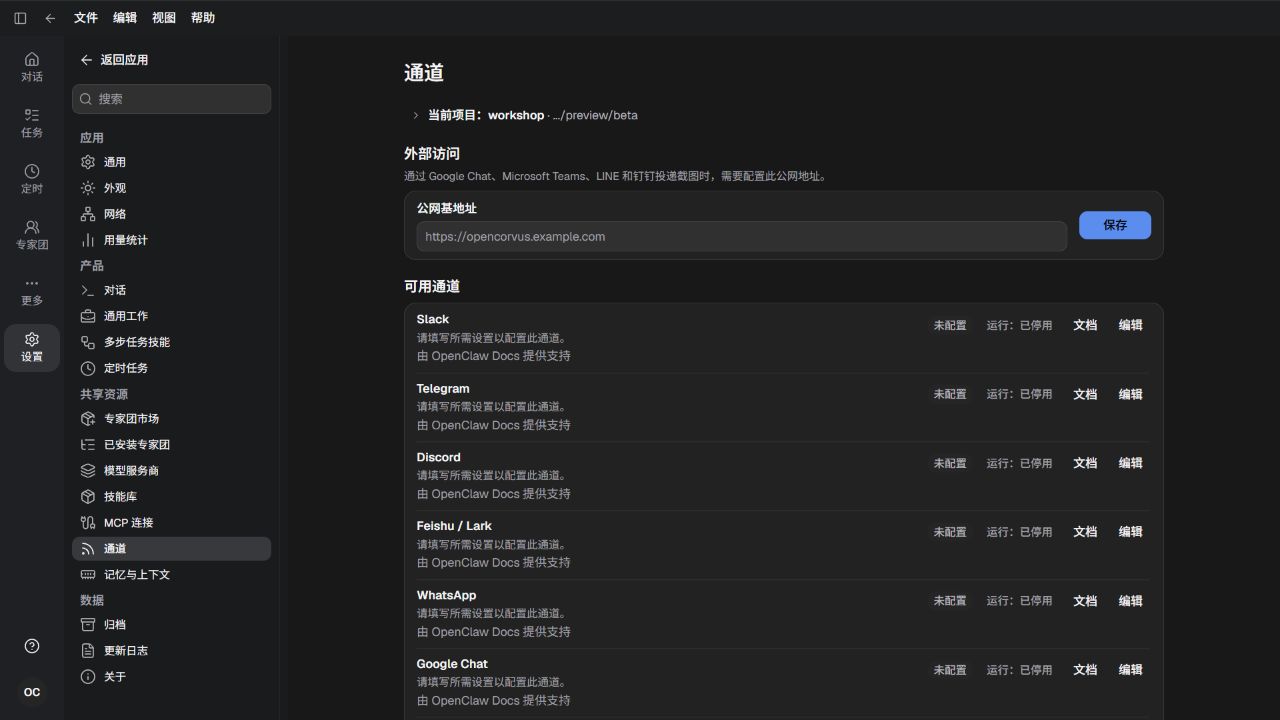 文件 编辑 视图 帮助
对话
任务
定时
专家团
更多
设置
OC
返回应用
搜索
应用
通用
外观
网络
用量统计
产品
对话
通用工作
多步任务技能
定时任务
共享资源
专家团市场
已安装专家团
模型服务商
技能库
MCP 连接
通道
记忆与上下文
数据
归档
更新日志
关于
通道
当前项目：workshop · .../preview/beta
外部访问
通过 Google Chat、Microsoft Teams、LINE 和钉钉投递截图时，需要配置此公网地址。
公网基地址
https://opencorvus.example.com
保存
可用通道
Slack
请填写所需设置以配置此通道。
由 OpenClaw Docs 提供支持
未配置 运行：已停用 文档 编辑
Telegram
请填写所需设置以配置此通道。
由 OpenClaw Docs 提供支持
未配置 运行：已停用 文档 编辑
Discord
请填写所需设置以配置此通道。
由 OpenClaw Docs 提供支持
未配置 运行：已停用 文档 编辑
Feishu / Lark
请填写所需设置以配置此通道。
由 OpenClaw Docs 提供支持
未配置 运行：已停用 文档 编辑
WhatsApp
请填写所需设置以配置此通道。
由 OpenClaw Docs 提供支持
未配置 运行：已停用 文档 编辑
Google Chat
请填写所需设置以配置此通道。
由 OpenClaw Docs 提供支持
未配置 运行：已停用 文档 编辑